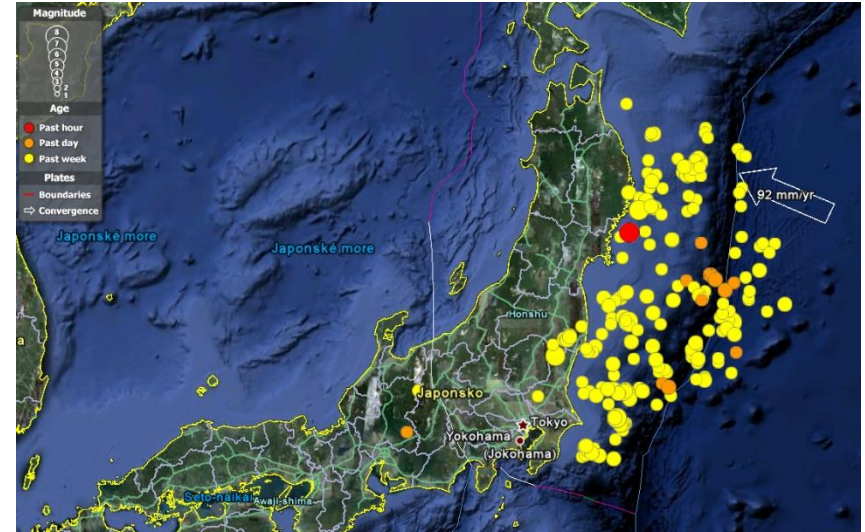 Magnitude
8
7
6
5
4
3
2
1
Age
Past hour
Past day
Past week
Plates
Boundaries
Convergence
92 mm/yr
Japonské more
Japonské more
Honshu
Japonsko
Tokyo
Yokohama
(Jokohama)
Seto-naikai
Awaji-shima
a